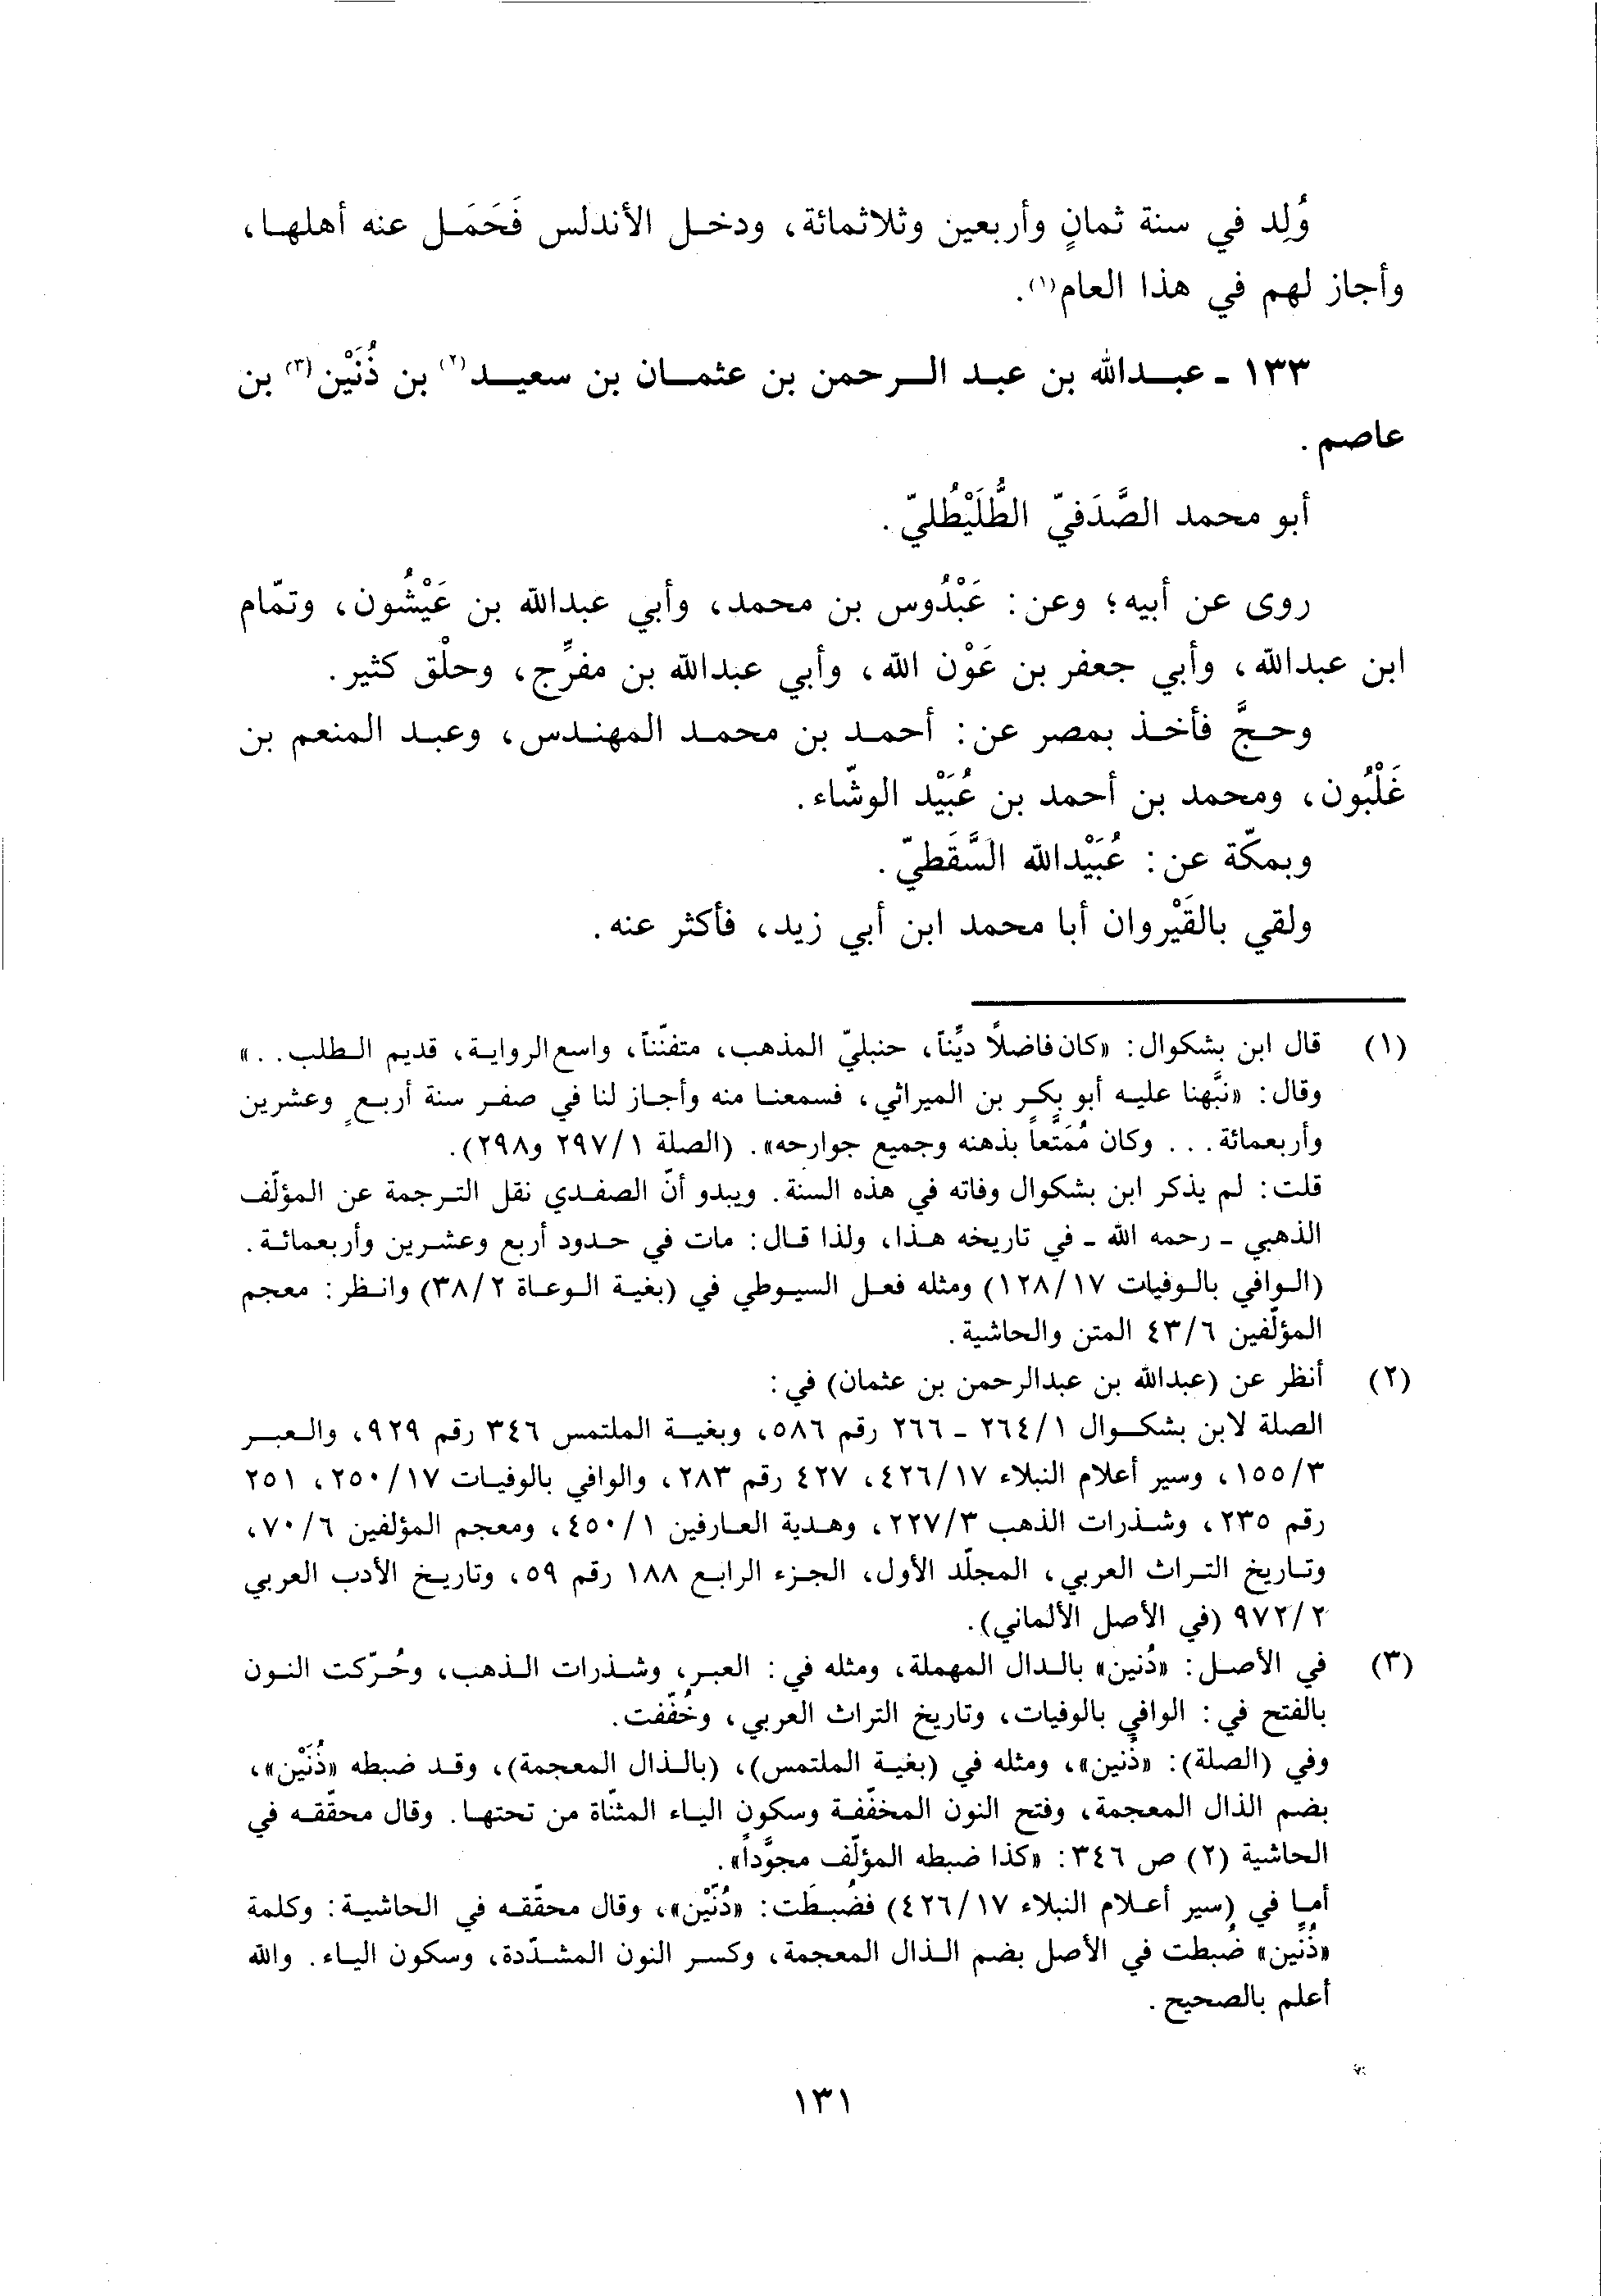 وُلِد في سنة ثمانٍ وأربعين وثلاثمائة، ودخل الأندلس فَحَمَل عنه أهلها،
وأجاز لهم في هذا العام(١).
١٣٣ ـ عبدالله بن عبد الرحمن بن عثمان بن سعيد(٢) بن ذُنَيْن(٣) بن
عاصم.
أبو محمد الصَّدَفيّ الطُّلَيْطُليّ.
روى عن أبيه؛ وعن: عَبْدُوس بن محمد، وأبي عبدالله بن عَيْشُون، وتمّام
ابن عبدالله، وأبي جعفر بن عَوْن الله، وأبي عبدالله بن مفرِّج، وخلْق كثير.
وحجَّ فأخذ بمصر عن: أحمد بن محمد المهندس، وعبد المنعم بن
غَلْبُون، ومحمد بن أحمد بن عُبَيْد الوشّاء.
وبمكّة عن: عُبَيْدالله السَّقَطيّ.
ولقي بالقَيْروان أبا محمد ابن أبي زيد، فأكثر عنه.
(١) قال ابن بشكوال: «كان فاضلاً ديِّناً، حنبليّ المذهب، متفنّناً، واسع الرواية، قديم الطلب..»
وقال: «نبَّهنا عليه أبو بكر بن الميراثي، فسمعنا منه وأجاز لنا في صفر سنة أربعٍ وعشرين
وأربعمائة... وكان مُمَتَّعاً بذهنه وجميع جوارحه». (الصلة ٢٩٧/١ و٢٩٨).
قلت: لم يذكر ابن بشكوال وفاته في هذه السنة. ويبدو أنّ الصفدي نقل الترجمة عن المؤلّف
الذهبي ـ رحمه الله ـ في تاريخه هذا، ولذا قال: مات في حدود أربع وعشرين وأربعمائة.
(الوافي بالوفيات ١٢٨/١٧) ومثله فعل السيوطي في (بغية الوعاة ٣٨/٢) وانظر: معجم
المؤلّفين ٤٣/٦ المتن والحاشية.
(٢) أنظر عن (عبدالله بن عبدالرحمن بن عثمان) في:
الصلة لابن بشكوال ٢٦٤/١ ـ ٢٦٦ رقم ٥٨٦، وبغية الملتمس ٣٤٦ رقم ٩٢٩، والعبر
١٥٥/٣، وسير أعلام النبلاء ٤٢٦/١٧، ٤٢٧ رقم ٢٨٣، والوافي بالوفيات ٢٥٠/١٧، ٢٥١
رقم ٢٣٥، وشذرات الذهب ٢٢٧/٣، وهدية العارفين ٤٥٠/١، ومعجم المؤلفين ٧٠/٦،
وتاريخ التراث العربي، المجلّد الأول، الجزء الرابع ١٨٨ رقم ٥٩، وتاريخ الأدب العربي
٩٧٢/٢ (في الأصل الألماني).
(٣) في الأصل: «دُنين» بالدال المهملة، ومثله في: العبر، وشذرات الذهب، وحُرّكت النون
بالفتح في: الوافي بالوفيات، وتاريخ التراث العربي، وخُفّفت.
وفي (الصلة): «ذُنين»، ومثله في (بغية الملتمس)، (بالذال المعجمة)، وقد ضبطه «ذُنَيْن»،
بضم الذال المعجمة، وفتح النون المخفّفة وسكون الياء المثنّاة من تحتها. وقال محقّقه في
الحاشية (٢) ص ٣٤٦: «كذا ضبطه المؤلّف مجوَّداً».
أما في (سير أعلام النبلاء ٤٢٦/١٧) فضُبطَت: «دُنّيْن»، وقال محقّقه في الحاشية: وكلمة
«ذُنِّين» ضُبطت في الأصل بضم الذال المعجمة، وكسر النون المشدّدة، وسكون الياء. والله
أعلم بالصحيح.
١٣١